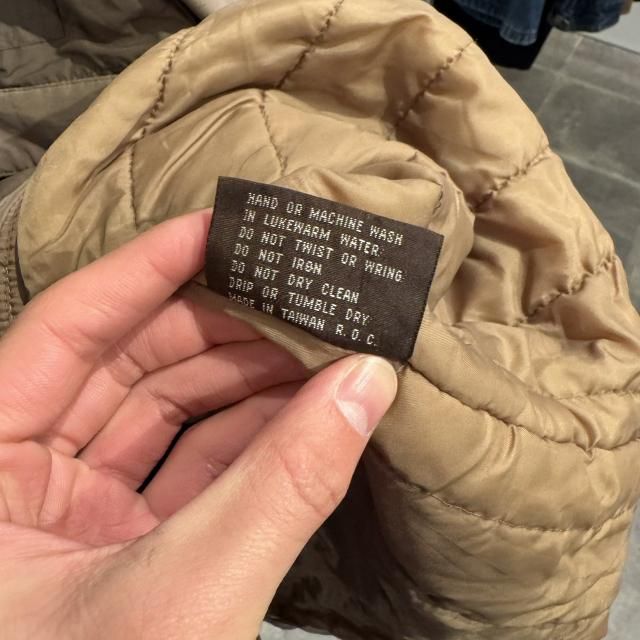 HAND OR MACHINE WASH
IN LUKEWARM WATER.
DO NOT TWIST OR WRING
DO NOT IRON
DO NOT DRY CLEAN
DRIP OR TUMBLE DRY
MADE IN TAIWAN R.O.C.